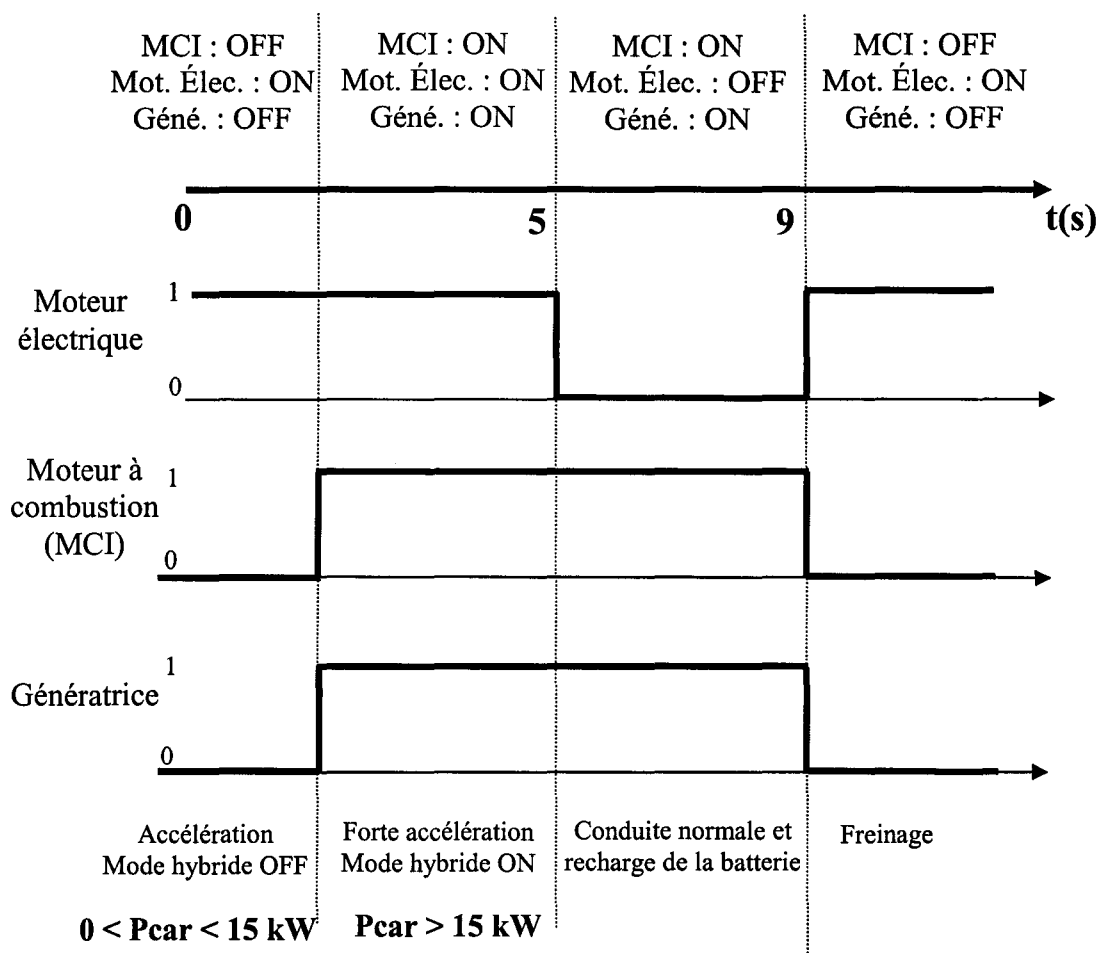 MCI : OFF
Mot. Élec. : ON
Géné. : OFF
MCI : ON
Mot. Élec. : ON
Géné. : ON
MCI : ON
Mot. Élec. : OFF
Géné. : ON
MCI : OFF
Mot. Élec. : ON
Géné. : OFF
0
5
9
t(s)
Moteur
électrique
1
0
Moteur à
combustion
(MCI)
1
0
Génératrice
1
0
Accélération
Mode hybride OFF
Forte accélération
Mode hybride ON
Conduite normale et
recharge de la batterie
Freinage
0 < Pcar < 15 kW
Pcar > 15 kW